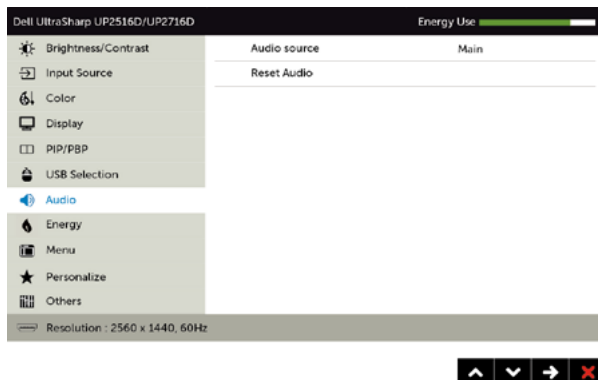 Dell UltraSharp UP2516D/UP2716D Energy Use
Brightness/Contrast Audio source Main
Input Source Reset Audio
Color
Display
PIP/PBP
USB Selection
Audio
Energy
Menu
Personalize
Others
Resolution : 2560 x 1440, 60Hz